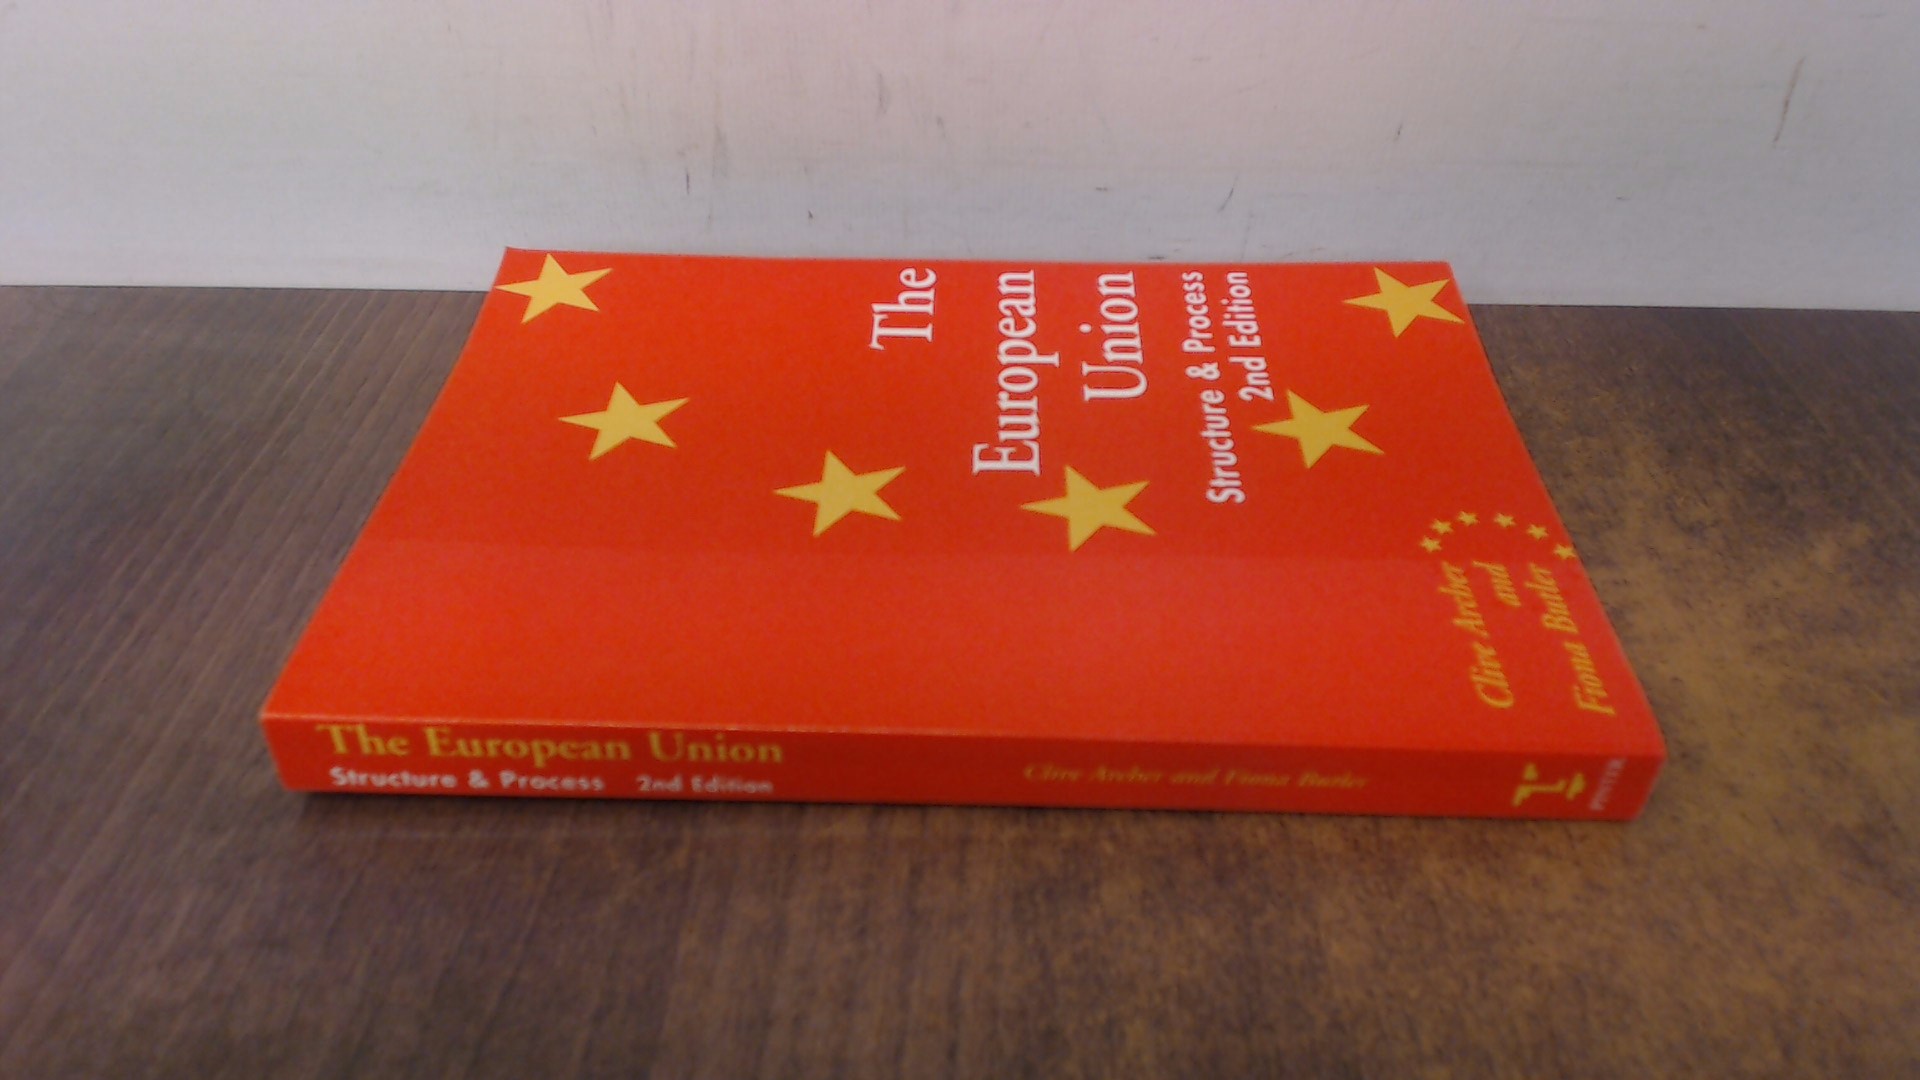 The
European
Union
Structure & Process
2nd Edition
Clive Archer
and
Fiona Butler
The European Union
Structure & Process 2nd Edition
Clive Archer and Fiona Butler
PINTER